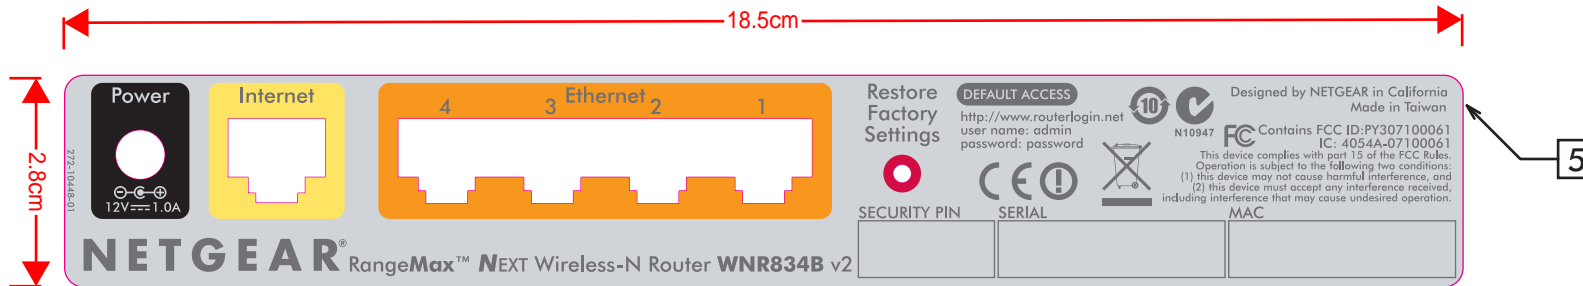 18.5cm
2.8cm
272-10448-01
Power
12V⎓1.0A
Internet
Ethernet
4 3 2 1
Restore
Factory
Settings
DEFAULT ACCESS
http://www.routerlogin.net
user name: admin
password: password
10
N10947
Designed by NETGEAR in California
Made in Taiwan
FC Contains FCC ID:PY307100061
IC: 4054A-07100061
This device complies with part 15 of the FCC Rules.
Operation is subject to the following two conditions:
(1) this device may not cause harmful interference, and
(2) this device must accept any interference received,
including interference that may cause undesired operation.
CE
SECURITY PIN
SERIAL
MAC
NETGEAR® RangeMax™ NEXT Wireless-N Router WNR834B v2
5